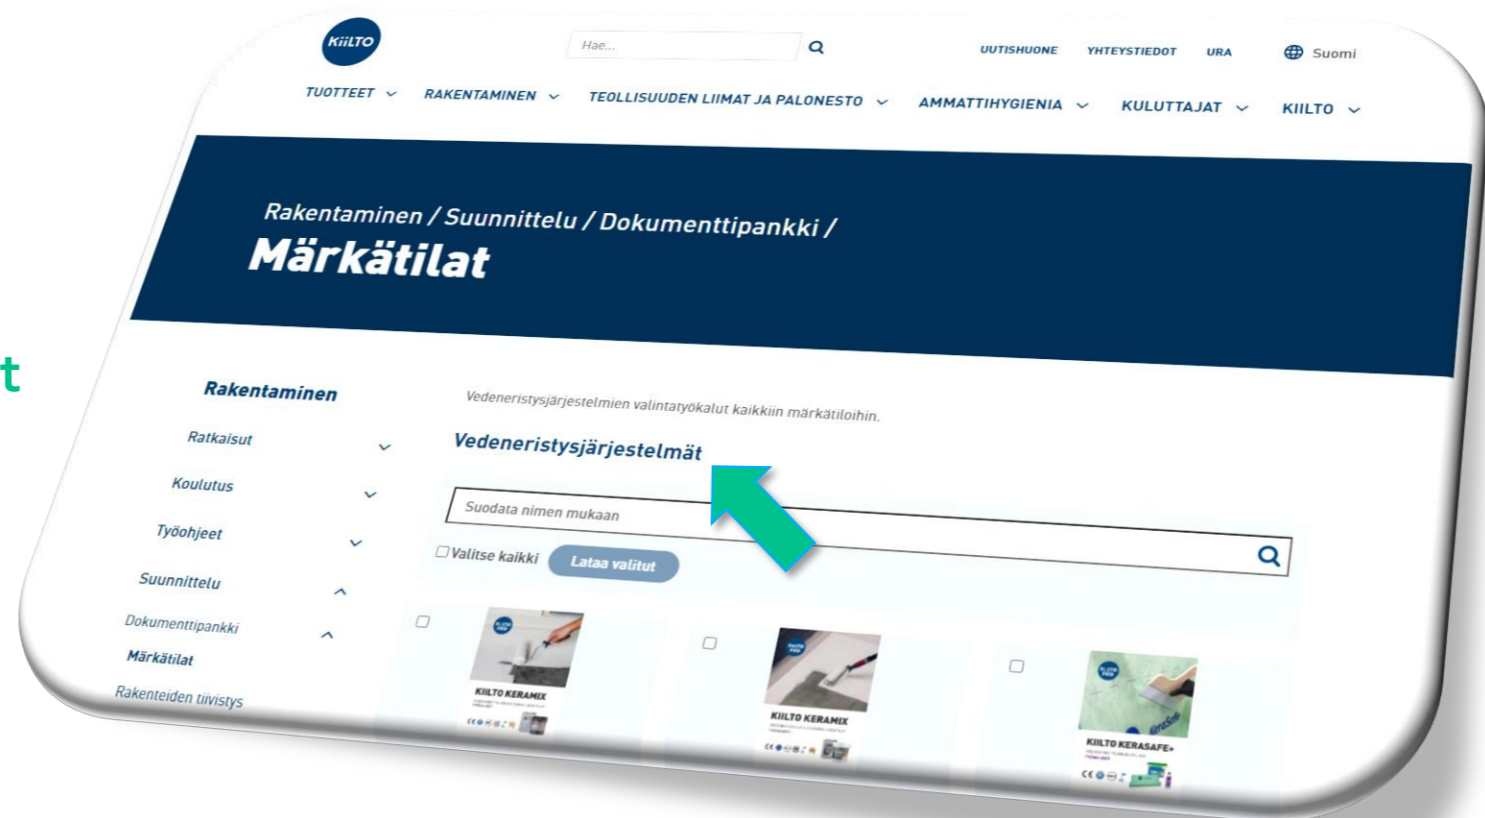 KiiLTO
Hae...
UUTISHUONE YHTEYSTIEDOT URA Suomi
TUOTTEET RAKENTAMINEN TEOLLISUUDEN LIIMAT JA PALONESTO AMMATTIHYGIENIA KULUTTAJAT KIILTO
Rakentaminen / Suunnittelu / Dokumenttipankki /
Märkätilat
t
Rakentaminen
Ratkaisut
Koulutus
Työohjeet
Suunnittelu
Dokumenttipankki
Märkätilat
Rakenteiden tiivistys
Vedeneristysjärjestelmien valintatyökalut kaikkiin märkätiloihin.
Vedeneristysjärjestelmät
Suodata nimen mukaan
Valitse kaikki Lataa valitut
KIILTO KERAMIX
KIILTO KERAMIX
KeraSafe
KIILTO KERASAFE+